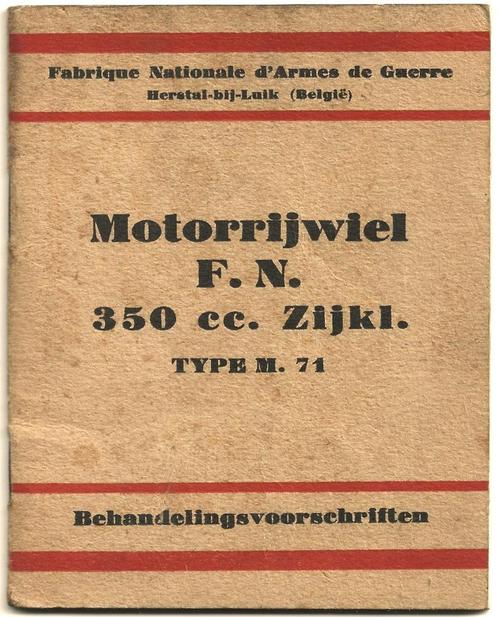 Fabrique Nationale d'Armes de Guerre
Herstal-bij-Luik (België)
Motorrijwiel
F. N.
350 cc. Zijkl.
TYPE M. 71
Behandelingsvoorschriften